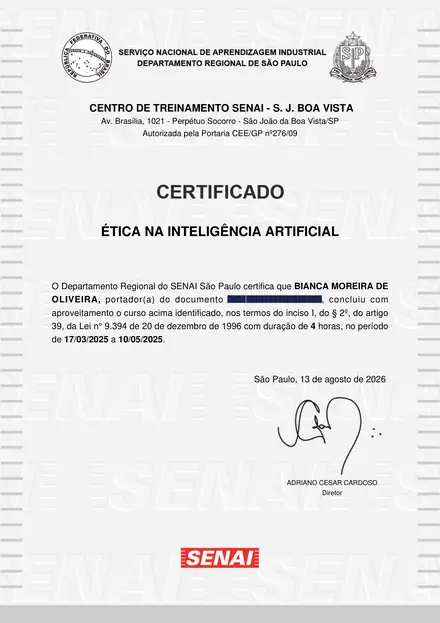 REPÚBLICA FEDERATIVA DO BRASIL
SP
SERVIÇO NACIONAL DE APRENDIZAGEM INDUSTRIAL
DEPARTAMENTO REGIONAL DE SÃO PAULO
CENTRO DE TREINAMENTO SENAI - S. J. BOA VISTA
Av. Brasília, 1021 - Perpétuo Socorro - São João da Boa Vista/SP
Autorizada pela Portaria CEE/GP nº276/09
CERTIFICADO
ÉTICA NA INTELIGÊNCIA ARTIFICIAL
O Departamento Regional do SENAI São Paulo certifica que BIANCA MOREIRA DE
OLIVEIRA, portador(a) do documento , concluiu com
aproveitamento o curso acima identificado, nos termos do inciso I, do § 2º, do artigo
39, da Lei n° 9.394 de 20 de dezembro de 1996 com duração de 4 horas, no período
de 17/03/2025 a 10/05/2025.
São Paulo, 13 de agosto de 2026
ADRIANO CESAR CARDOSO
Diretor
SENAI